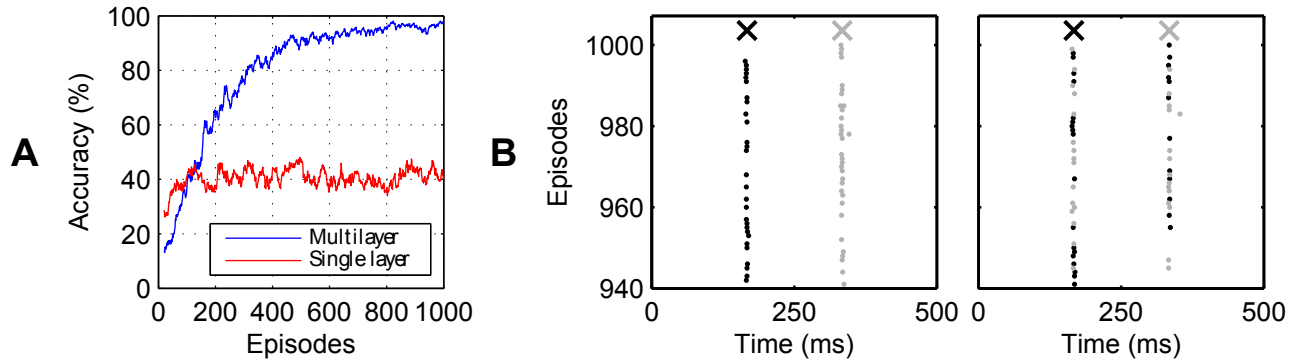 A
Accuracy (%)
100
80
60
40
20
0
Multilayer
Single layer
0 200 400 600 800 1000
Episodes
B
Episodes
1000
980
960
940
0 250 500
Time (ms)
0 250 500
Time (ms)